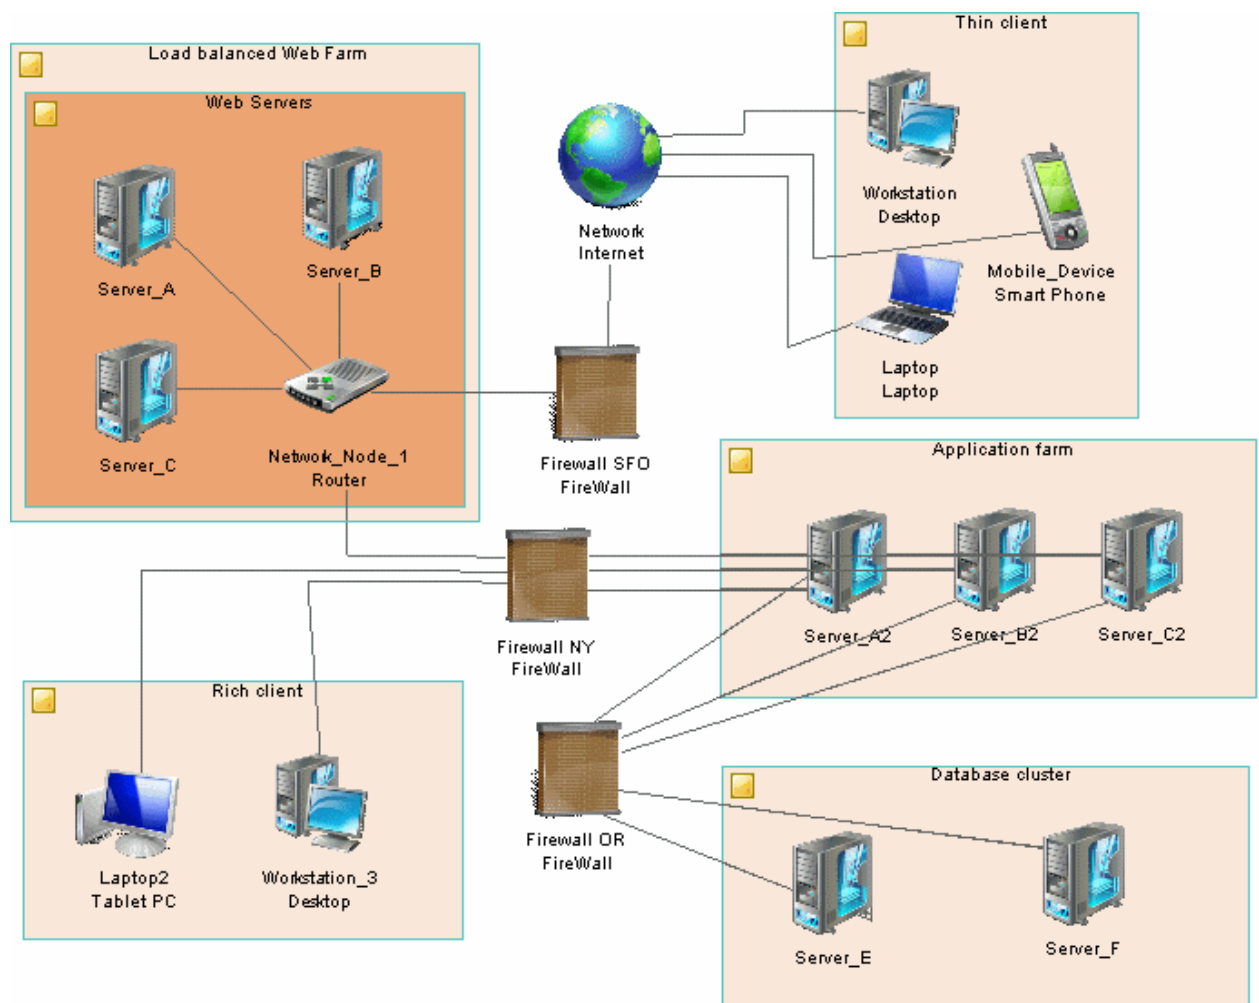 Load balanced Web Farm
Web Servers
Server_A
Server_B
Server_C
Network_Node_1
Router
Network
Internet
Thin client
Workstation
Desktop
Mobile_Device
Smart Phone
Laptop
Laptop
Firewall SFO
FireWall
Application farm
Server_A2
Server_B2
Server_C2
Firewall NY
FireWall
Rich client
Laptop2
Tablet PC
Workstation_3
Desktop
Firewall OR
FireWall
Database cluster
Server_E
Server_F